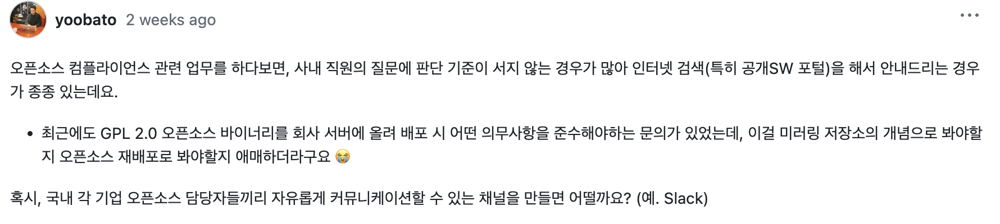 yoobato 2 weeks ago
오픈소스 컴플라이언스 관련 업무를 하다보면, 사내 직원의 질문에 판단 기준이 서지 않는 경우가 많아 인터넷 검색(특히 공개SW 포털)을 해서 안내드리는 경우
가 종종 있는데요.
• 최근에도 GPL 2.0 오픈소스 바이너리를 회사 서버에 올려 배포 시 어떤 의무사항을 준수해야하는 문의가 있었는데, 이걸 미러링 저장소의 개념으로 봐야할
지 오픈소스 재배포로 봐야할지 애매하더라구요 😭
혹시, 국내 각 기업 오픈소스 담당자들끼리 자유롭게 커뮤니케이션할 수 있는 채널을 만들면 어떨까요? (예. Slack)